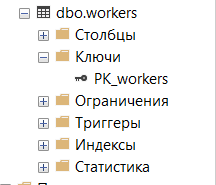 dbo.workers
Столбцы
Ключи
PK_workers
Ограничения
Триггеры
Индексы
Статистика